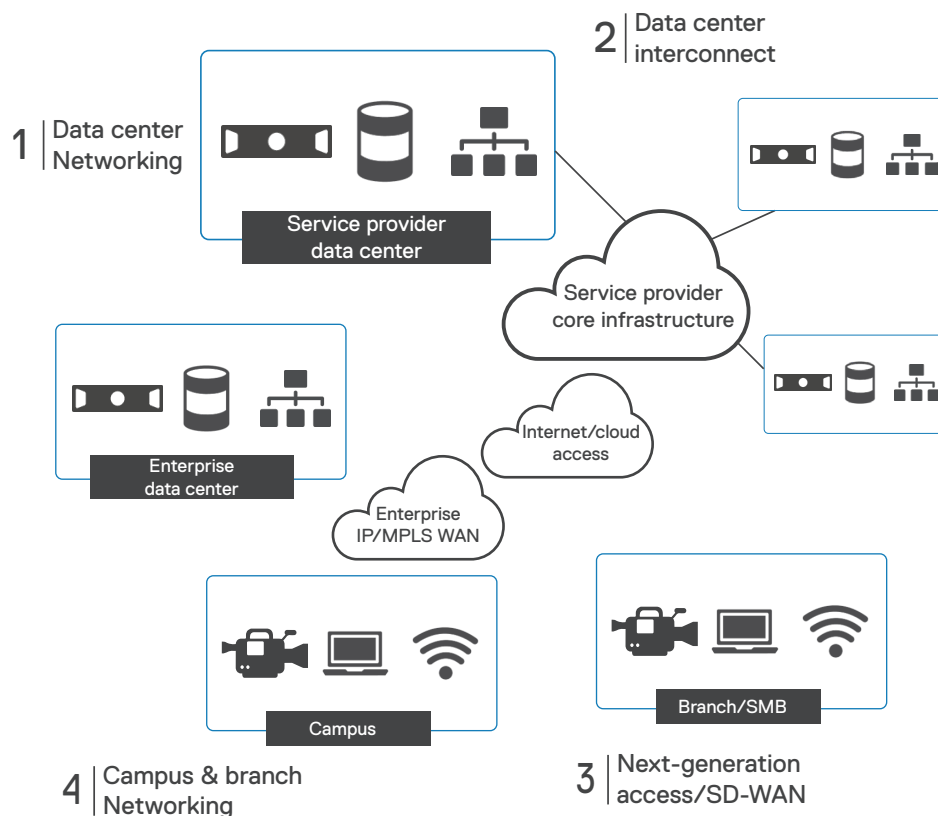 2
Data center
interconnect
1
Data center
Networking
Service provider
data center
Service provider
core infrastructure
Internet/cloud
access
Enterprise
data center
Enterprise
IP/MPLS WAN
Campus
Branch/SMB
4
Campus & branch
Networking
3
Next-generation
access/SD-WAN